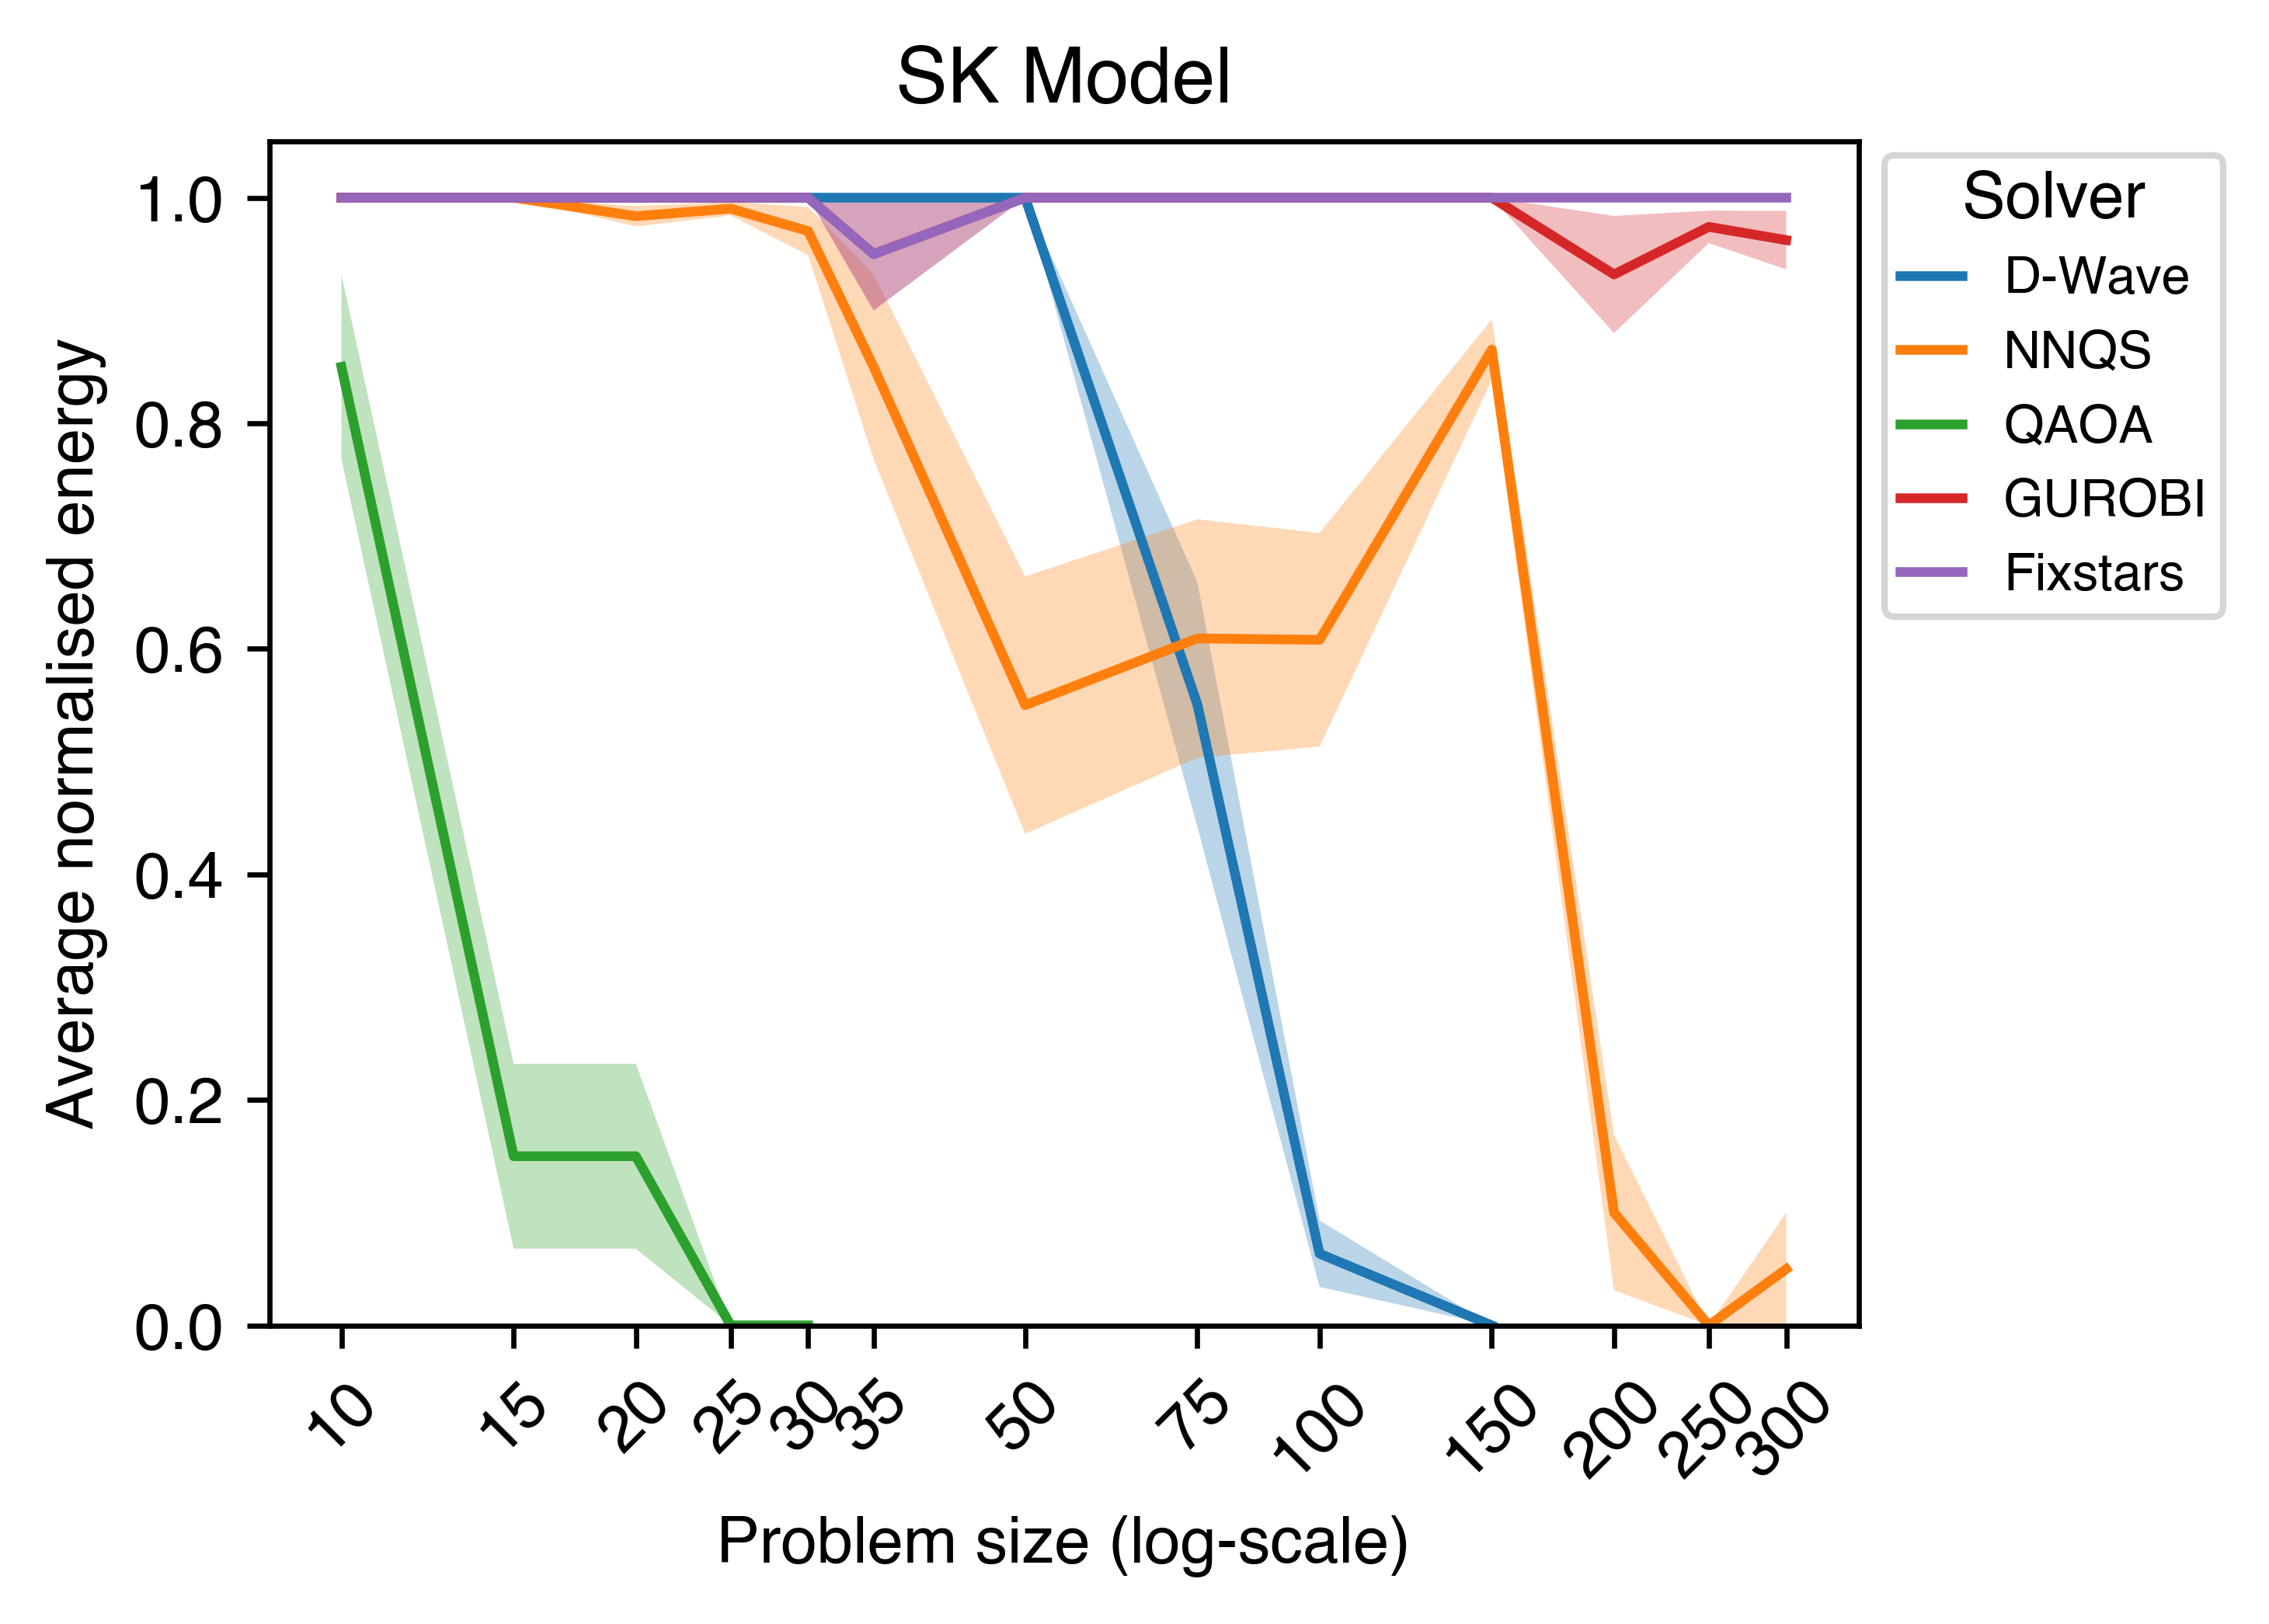 SK Model
Average normalised energy
1.0
0.8
0.6
0.4
0.2
0.0
10
15
20
25
30
35
50
75
100
150
200
250
300
Problem size (log-scale)
Solver
D-Wave
NNQS
QAOA
GUROBI
Fixstars